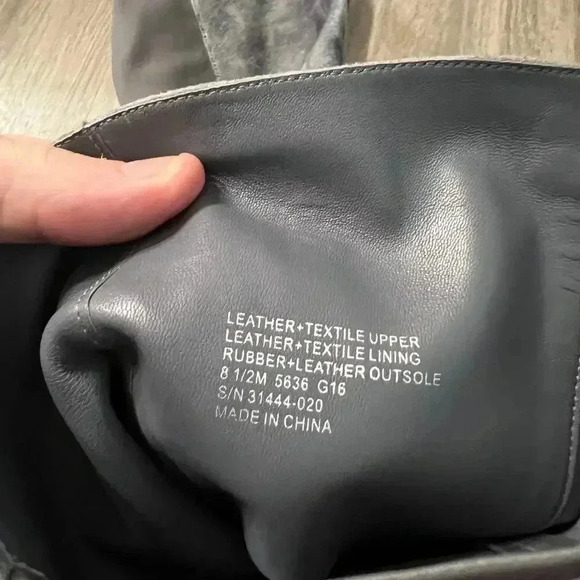 LEATHER+TEXTILE UPPER
LEATHER+TEXTILE LINING
RUBBER+LEATHER OUTSOLE
8 1/2M 5636 G16
S/N 31444-020
MADE IN CHINA